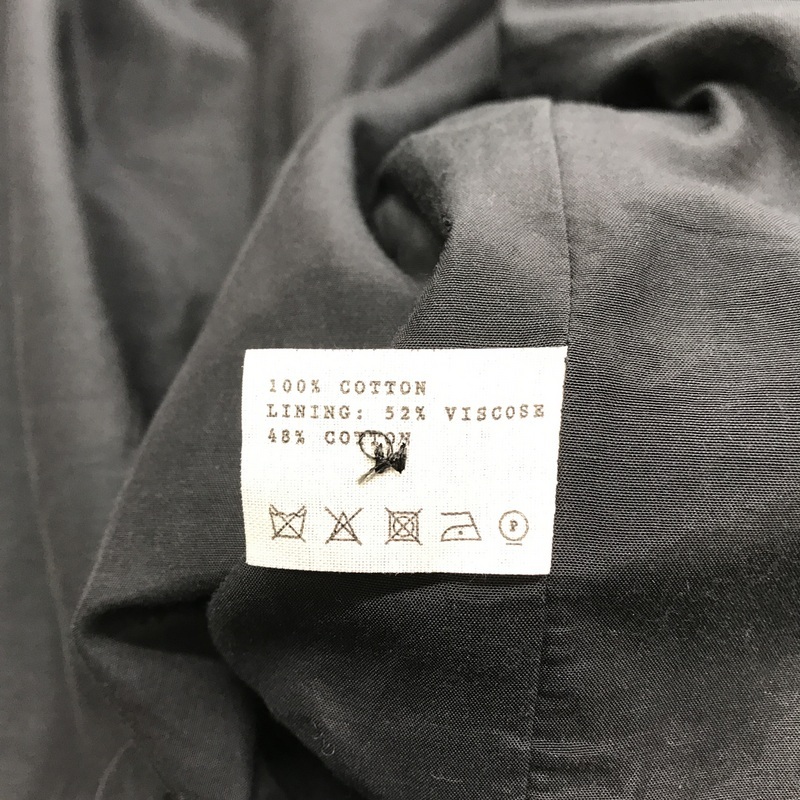 100% COTTON
LINING: 52% VISCOSE
48% COTTON
P